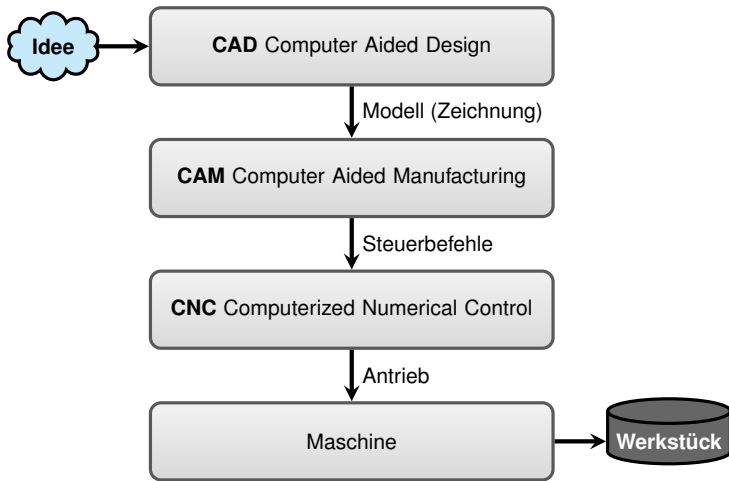 Idee
CAD Computer Aided Design
Modell (Zeichnung)
CAM Computer Aided Manufacturing
Steuerbefehle
CNC Computerized Numerical Control
Antrieb
Maschine
Werkstück